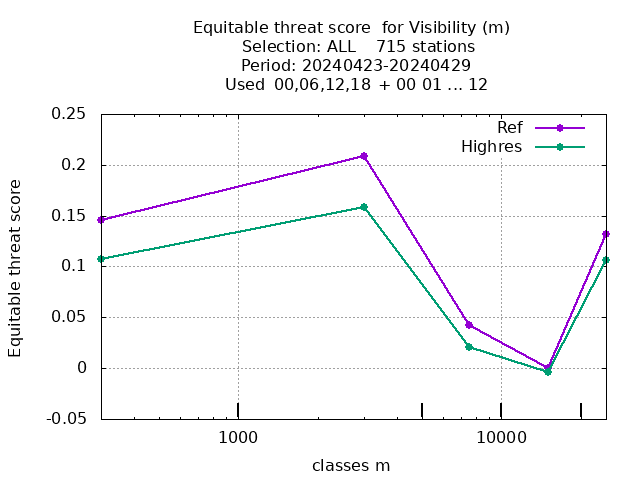 Equitable threat score  for Visibility (m)
Selection: ALL    715 stations
Period: 20240423-20240429
Used  00,06,12,18 + 00 01 ... 12
0.25
0.2
0.15
0.1
0.05
0
-0.05
Equitable threat score
Ref
Highres
1000
10000
classes m